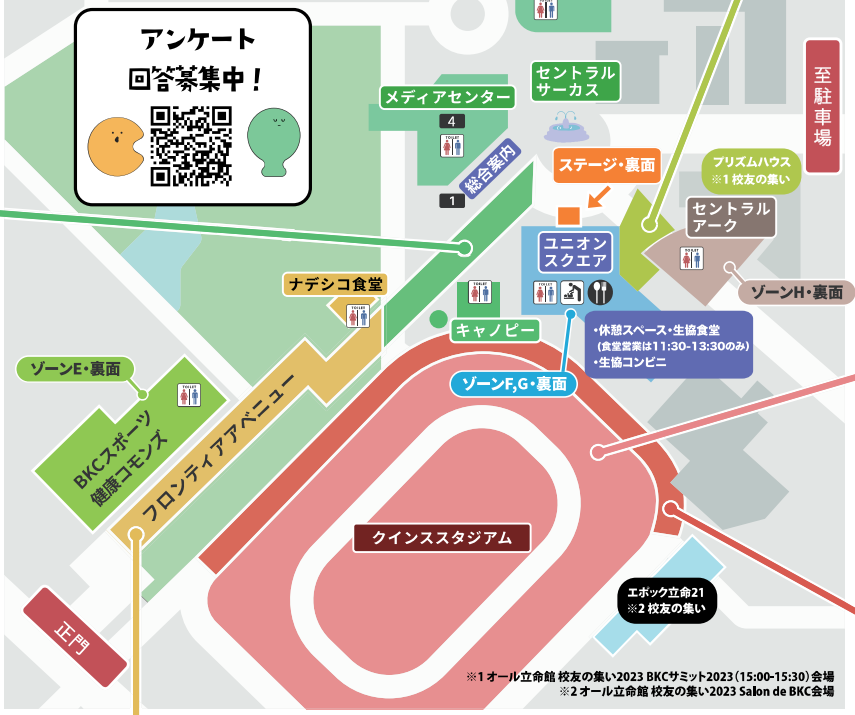 アンケート
回答募集中！
TOILET
メディアセンター
4
TOILET
1
総合案内
セントラル
サーカス
至駐車場
ステージ・裏面
プリズムハウス
※1 校友の集い
セントラル
アーク
TOILET
ゾーンH・裏面
ユニオン
スクエア
TOILET
ナデシコ食堂
TOILET
TOILET
キャノピー
・休憩スペース・生協食堂
(食堂営業は11:30-13:30のみ)
・生協コンビニ
ゾーンF,G・裏面
ゾーンE・裏面
TOILET
BKCスポーツ
健康コモンズ
フロンティアアベニュー
クインススタジアム
エポック立命21
※2 校友の集い
正門
※1 オール立命館 校友の集い2023 BKCサミット2023（15:00-15:30）会場
※2 オール立命館 校友の集い2023 Salon de BKC会場